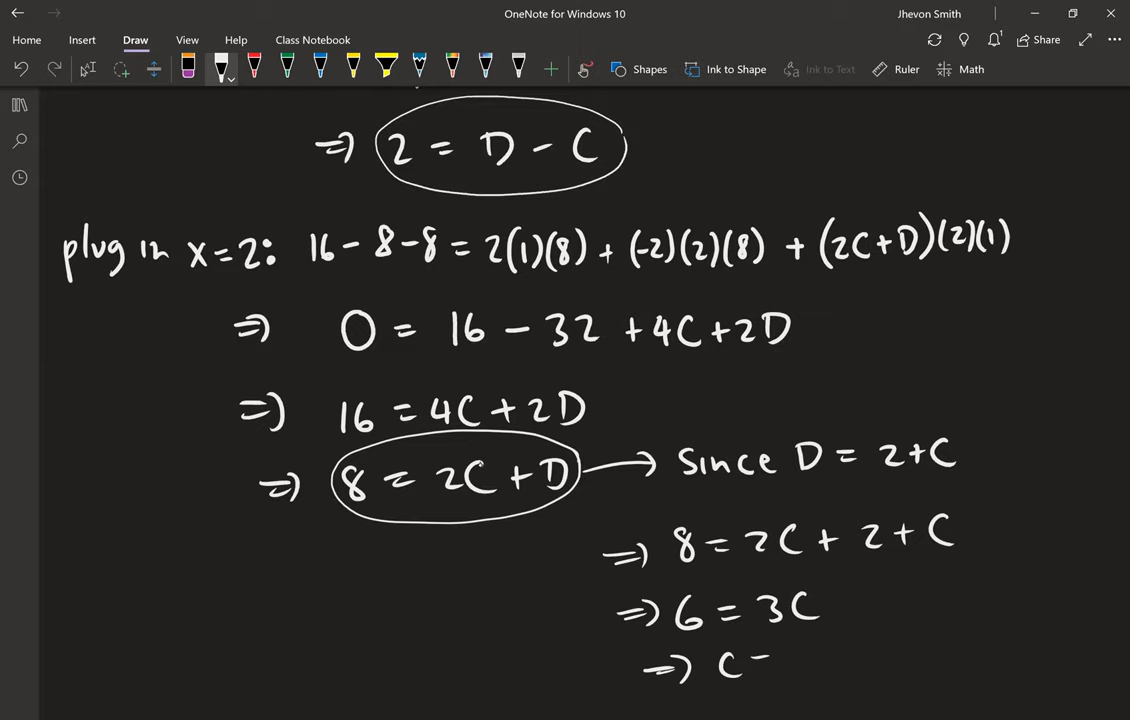 OneNote for Windows 10
Jhevon Smith
Home Insert Draw View Help Class Notebook
Share
Shapes Ink to Shape Ink to Text Ruler Math
⇒ 2 = D - C
plug in x=2: 16 - 8 - 8 = 2(1)(8) + (-2)(2)(8) + (2C+D)(2)(1)
⇒ 0 = 16 - 32 + 4C + 2D
⇒ 16 = 4C + 2D
⇒ 8 = 2C + D → Since D = 2+C
⇒ 8 = 2C + 2 + C
⇒ 6 = 3C
⇒ C -